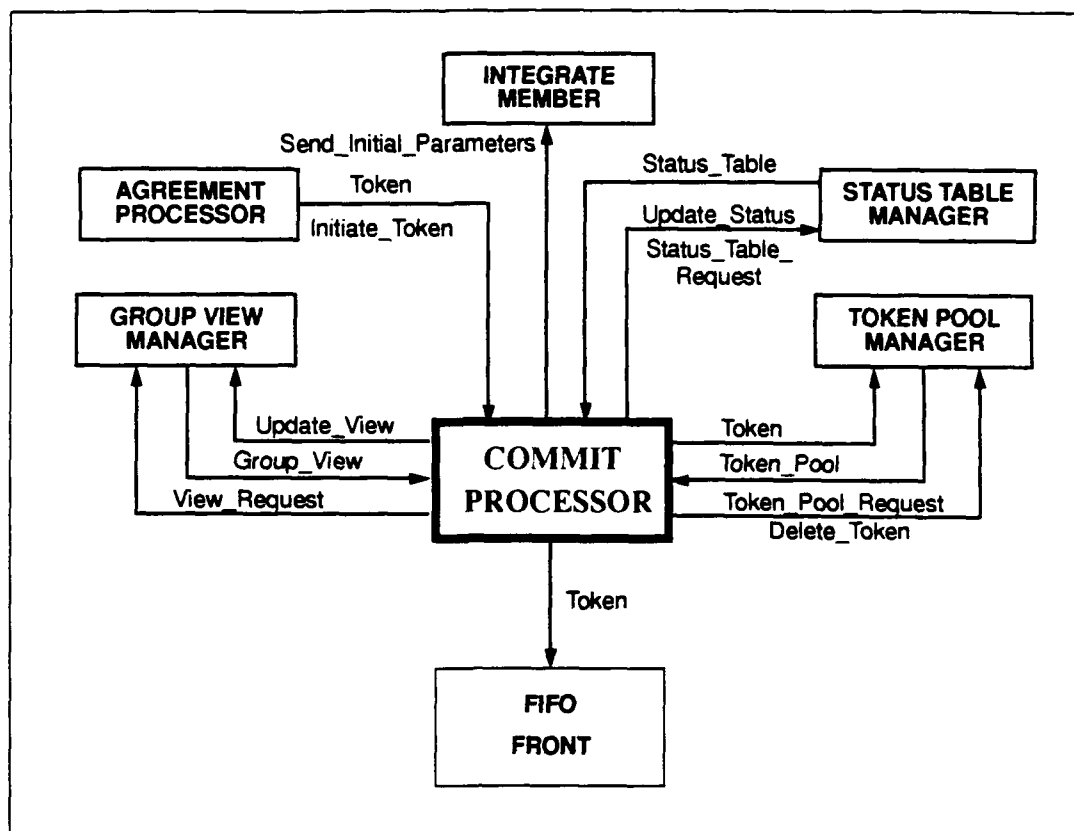 INTEGRATE
MEMBER
Send_Initial_Parameters
AGREEMENT
PROCESSOR
Token
Initiate_Token
Status_Table
Update_Status
Status_Table_
Request
STATUS TABLE
MANAGER
GROUP VIEW
MANAGER
TOKEN POOL
MANAGER
Update_View
Group_View
View_Request
COMMIT
PROCESSOR
Token
Token_Pool
Token_Pool_Request
Delete_Token
Token
FIFO
FRONT